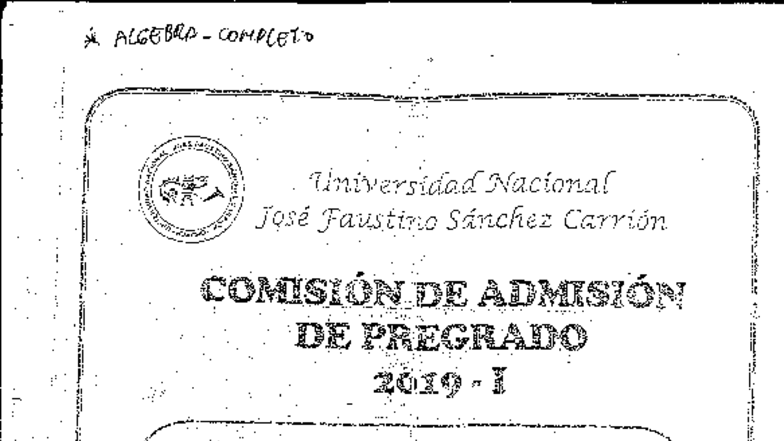 * ALGEBRA - COMPLETO
Universidad Nacional
José Faustino Sánchez Carrión
COMISIÓN DE ADMISIÓN
DE PREGRADO
2019 - I